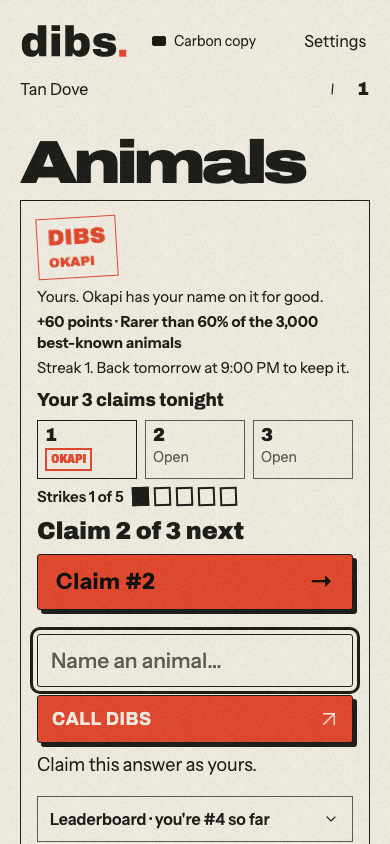 dibs.
Carbon copy
Settings
Tan Dove
/ 1
Animals
DIBS
OKAPI
Yours. Okapi has your name on it for good.
+60 points · Rarer than 60% of the 3,000
best-known animals
Streak 1. Back tomorrow at 9:00 PM to keep it.
Your 3 claims tonight
1
OKAPI
2
Open
3
Open
Strikes 1 of 5
Claim 2 of 3 next
Claim #2 →
Name an animal...
CALL DIBS
Claim this answer as yours.
Leaderboard · you're #4 so far